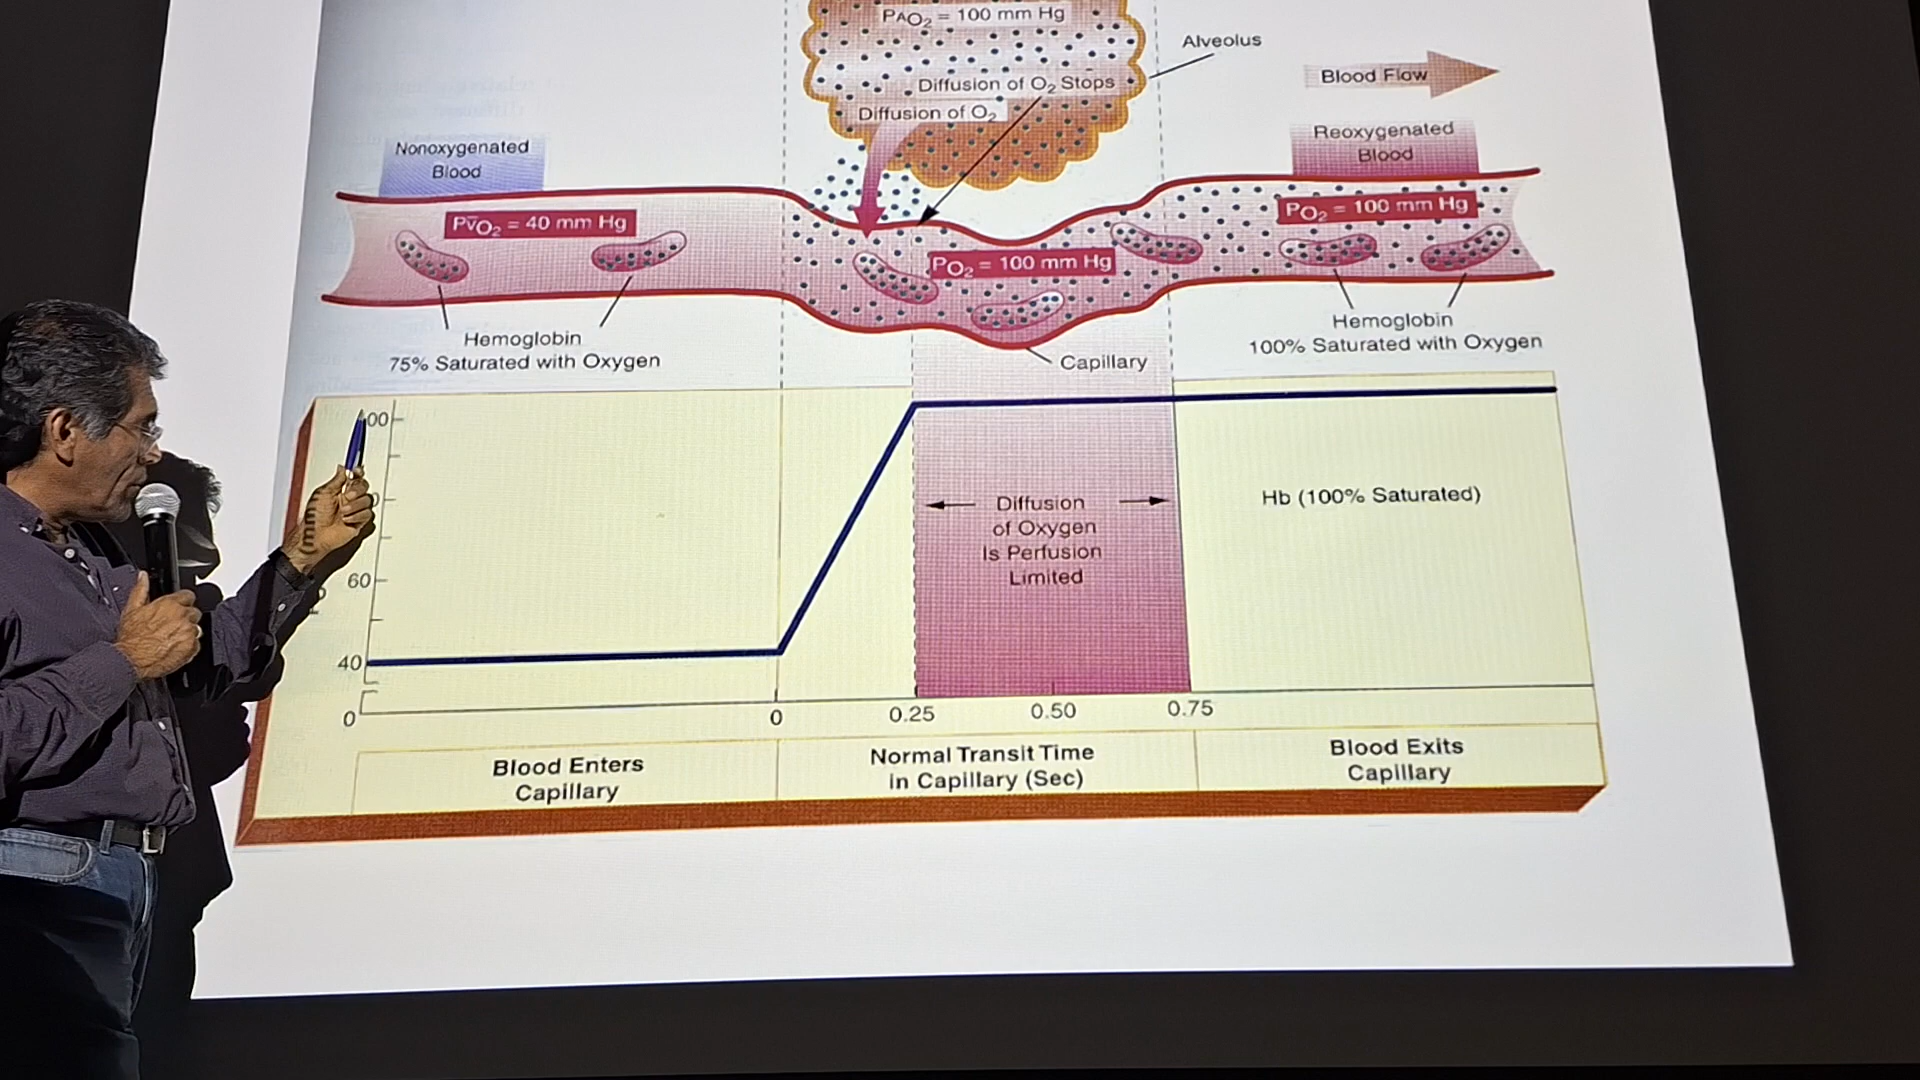 PAO2 = 100 mm Hg
Alveolus
Blood Flow
Diffusion of O2 Stops
Diffusion of O2
Nonoxygenated
Blood
Reoxygenated
Blood
Pv̄O2 = 40 mm Hg
PO2 = 100 mm Hg
PO2 = 100 mm Hg
Hemoglobin
75% Saturated with Oxygen
Capillary
Hemoglobin
100% Saturated with Oxygen
00
60
40
0
Diffusion
of Oxygen
Is Perfusion
Limited
Hb (100% Saturated)
0
0.25
0.50
0.75
Blood Enters
Capillary
Normal Transit Time
in Capillary (Sec)
Blood Exits
Capillary